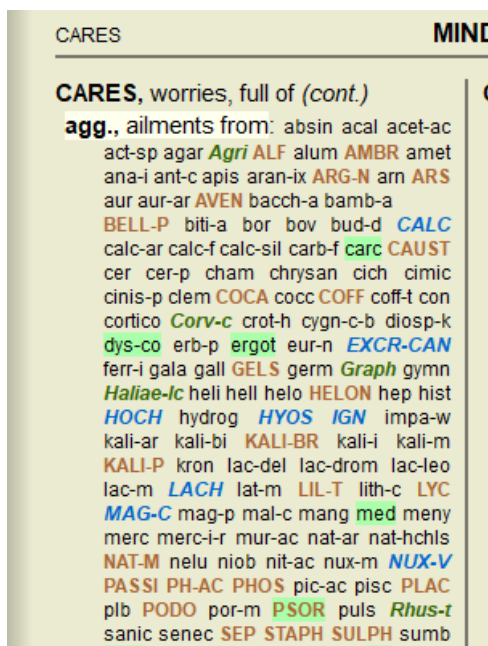 CARES MIND
CARES, worries, full of (cont.)
agg., ailments from: absin acal acet-ac
act-sp agar Agri ALF alum AMBR amet
ana-i ant-c apis aran-ix ARG-N arn ARS
aur aur-ar AVEN bacch-a bamb-a
BELL-P biti-a bor bov bud-d CALC
calc-ar calc-f calc-sil carb-f carc CAUST
cer cer-p cham chrysan cich cimic
cinis-p clem COCA cocc COFF coff-t con
cortico Corv-c crot-h cygn-c-b diosp-k
dys-co erb-p ergot eur-n EXCR-CAN
ferr-i gala gall GELS germ Graph gymn
Haliae-lc heli hell helo HELON hep hist
HOCH hydrog HYOS IGN impa-w
kali-ar kali-bi KALI-BR kali-i kali-m
KALI-P kron lac-del lac-drom lac-leo
lac-m LACH lat-m LIL-T lith-c LYC
MAG-C mag-p mal-c mang med meny
merc merc-i-r mur-ac nat-ar nat-hchls
NAT-M nelu niob nit-ac nux-m NUX-V
PASSI PH-AC PHOS pic-ac pisc PLAC
plb PODO por-m PSOR puls Rhus-t
sanic senec SEP STAPH SULPH sumb